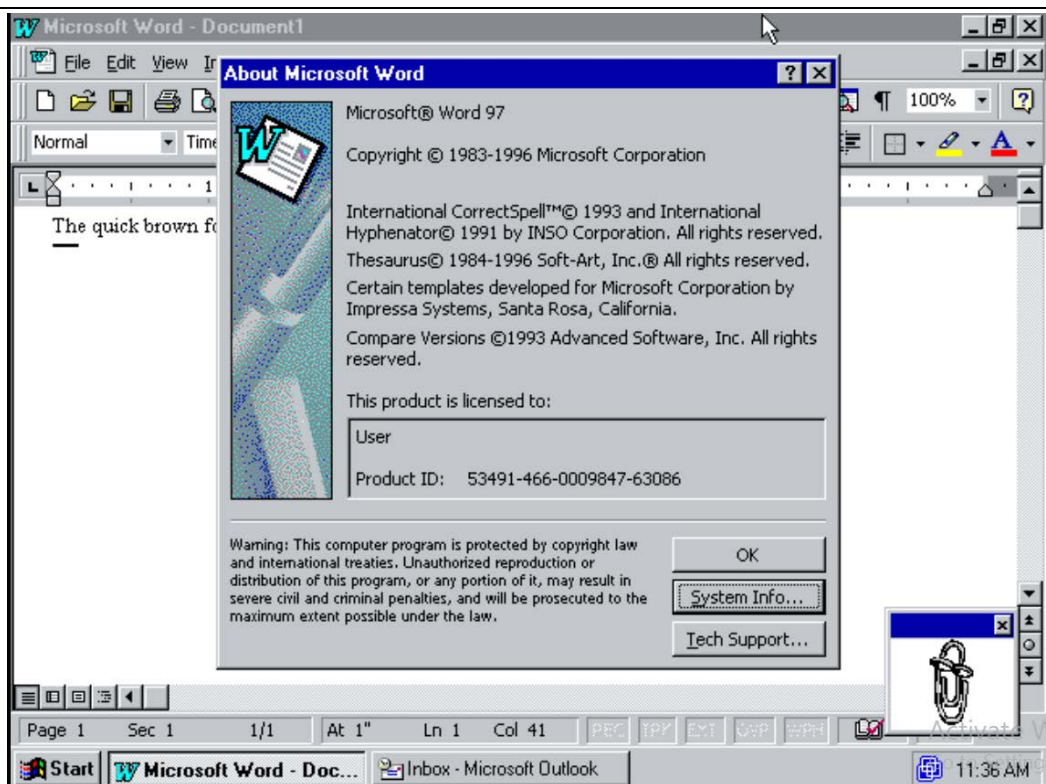 Microsoft Word - Document1
File Edit View
Normal
100%
About Microsoft Word
Microsoft® Word 97
Copyright © 1983-1996 Microsoft Corporation
International CorrectSpell™© 1993 and International
Hyphenator© 1991 by INSO Corporation. All rights reserved.
Thesaurus© 1984-1996 Soft-Art, Inc.® All rights reserved.
Certain templates developed for Microsoft Corporation by
Impressa Systems, Santa Rosa, California.
Compare Versions ©1993 Advanced Software, Inc. All rights
reserved.
This product is licensed to:
User
Product ID: 53491-466-0009847-63086
Warning: This computer program is protected by copyright law
and international treaties. Unauthorized reproduction or
distribution of this program, or any portion of it, may result in
severe civil and criminal penalties, and will be prosecuted to the
maximum extent possible under the law.
OK
System Info...
Tech Support...
The quick brown
Page 1 Sec 1 1/1 At 1" Ln 1 Col 41 REC TRK EXT OVR WPH
Start Microsoft Word - Doc... Inbox - Microsoft Outlook 11:36 AM